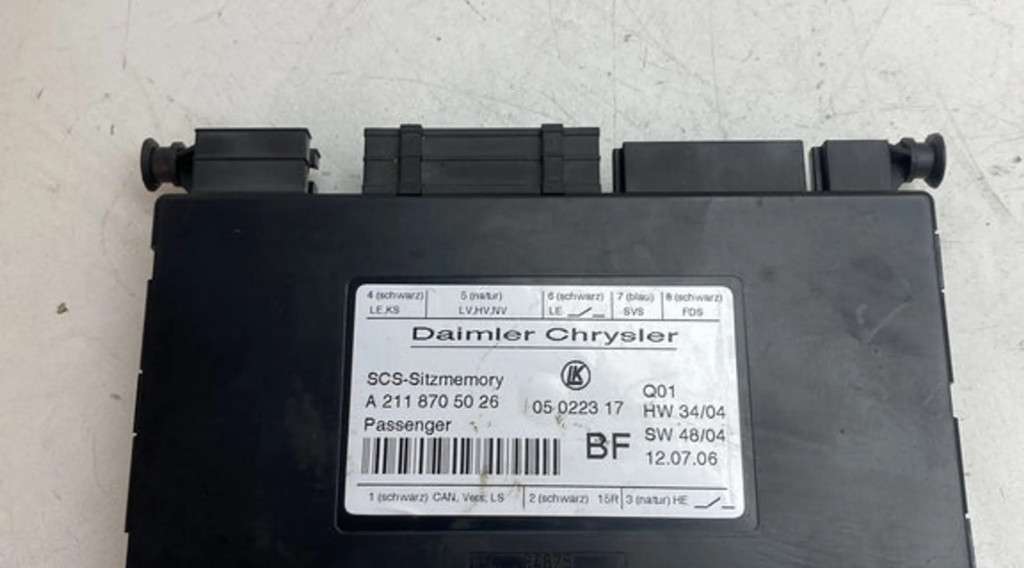 4 (schwarz) 5 (natur) 6 (schwarz) 7 (blau) 8 (schwarz)
LE,KS LV,HV,NV LE SVS FDS
Daimler Chrysler
LK
SCS-Sitzmemory
A 211 870 50 26 05 0223 17 Q01
HW 34/04
Passenger BF SW 48/04
12.07.06
1 (schwarz) CAN, Vers, LS 2 (schwarz) 15R 3 (natur) HE